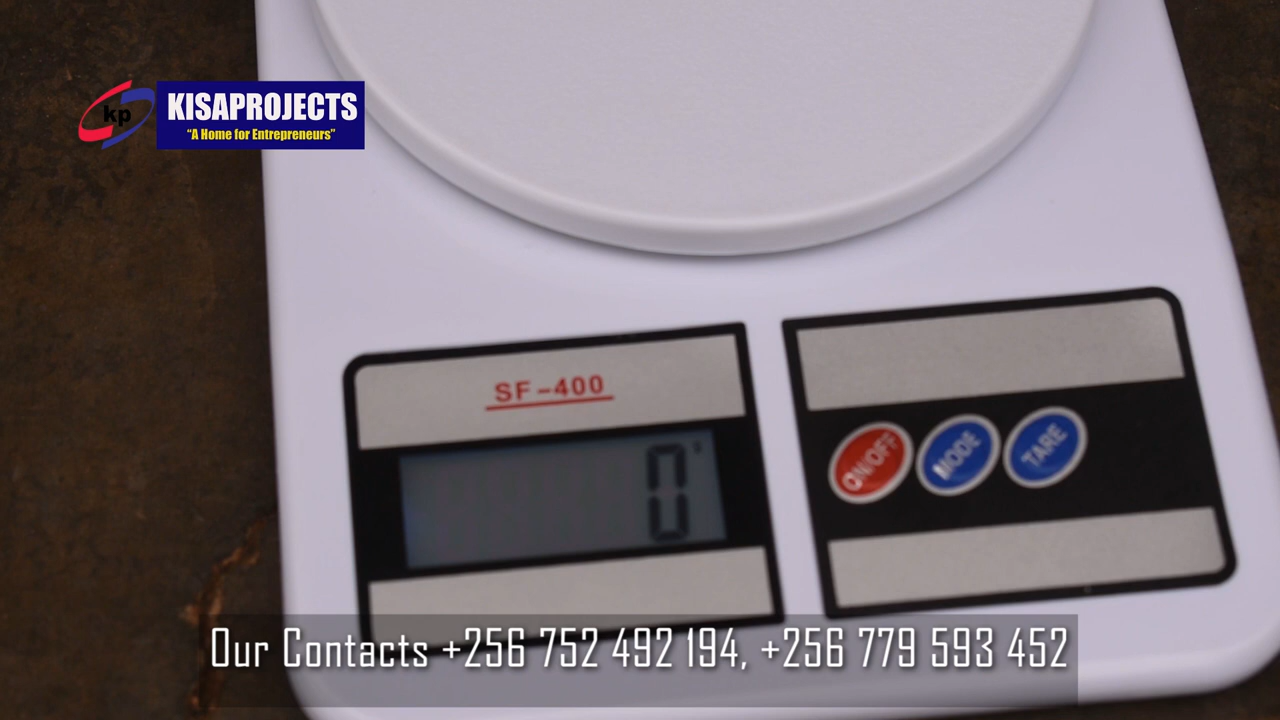 kp
KISAPROJECTS
“A Home for Entrepreneurs”
SF-400
0
ON/OFF
MODE
TARE
Our Contacts +256 752 492 194, +256 779 593 452